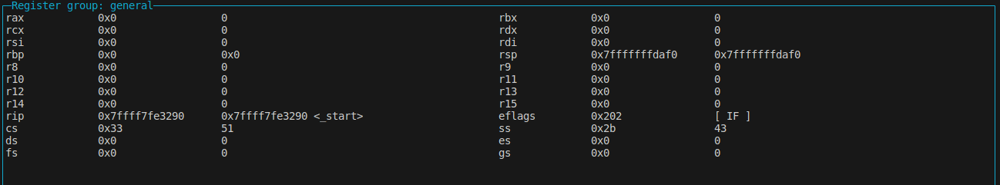 Register group: general
rax 0x0 0 rbx 0x0 0
rcx 0x0 0 rdx 0x0 0
rsi 0x0 0 rdi 0x0 0
rbp 0x0 0x0 rsp 0x7fffffffdaf0 0x7fffffffdaf0
r8 0x0 0 r9 0x0 0
r10 0x0 0 r11 0x0 0
r12 0x0 0 r13 0x0 0
r14 0x0 0 r15 0x0 0
rip 0x7ffff7fe3290 0x7ffff7fe3290 <_start> eflags 0x202 [ IF ]
cs 0x33 51 ss 0x2b 43
ds 0x0 0 es 0x0 0
fs 0x0 0 gs 0x0 0